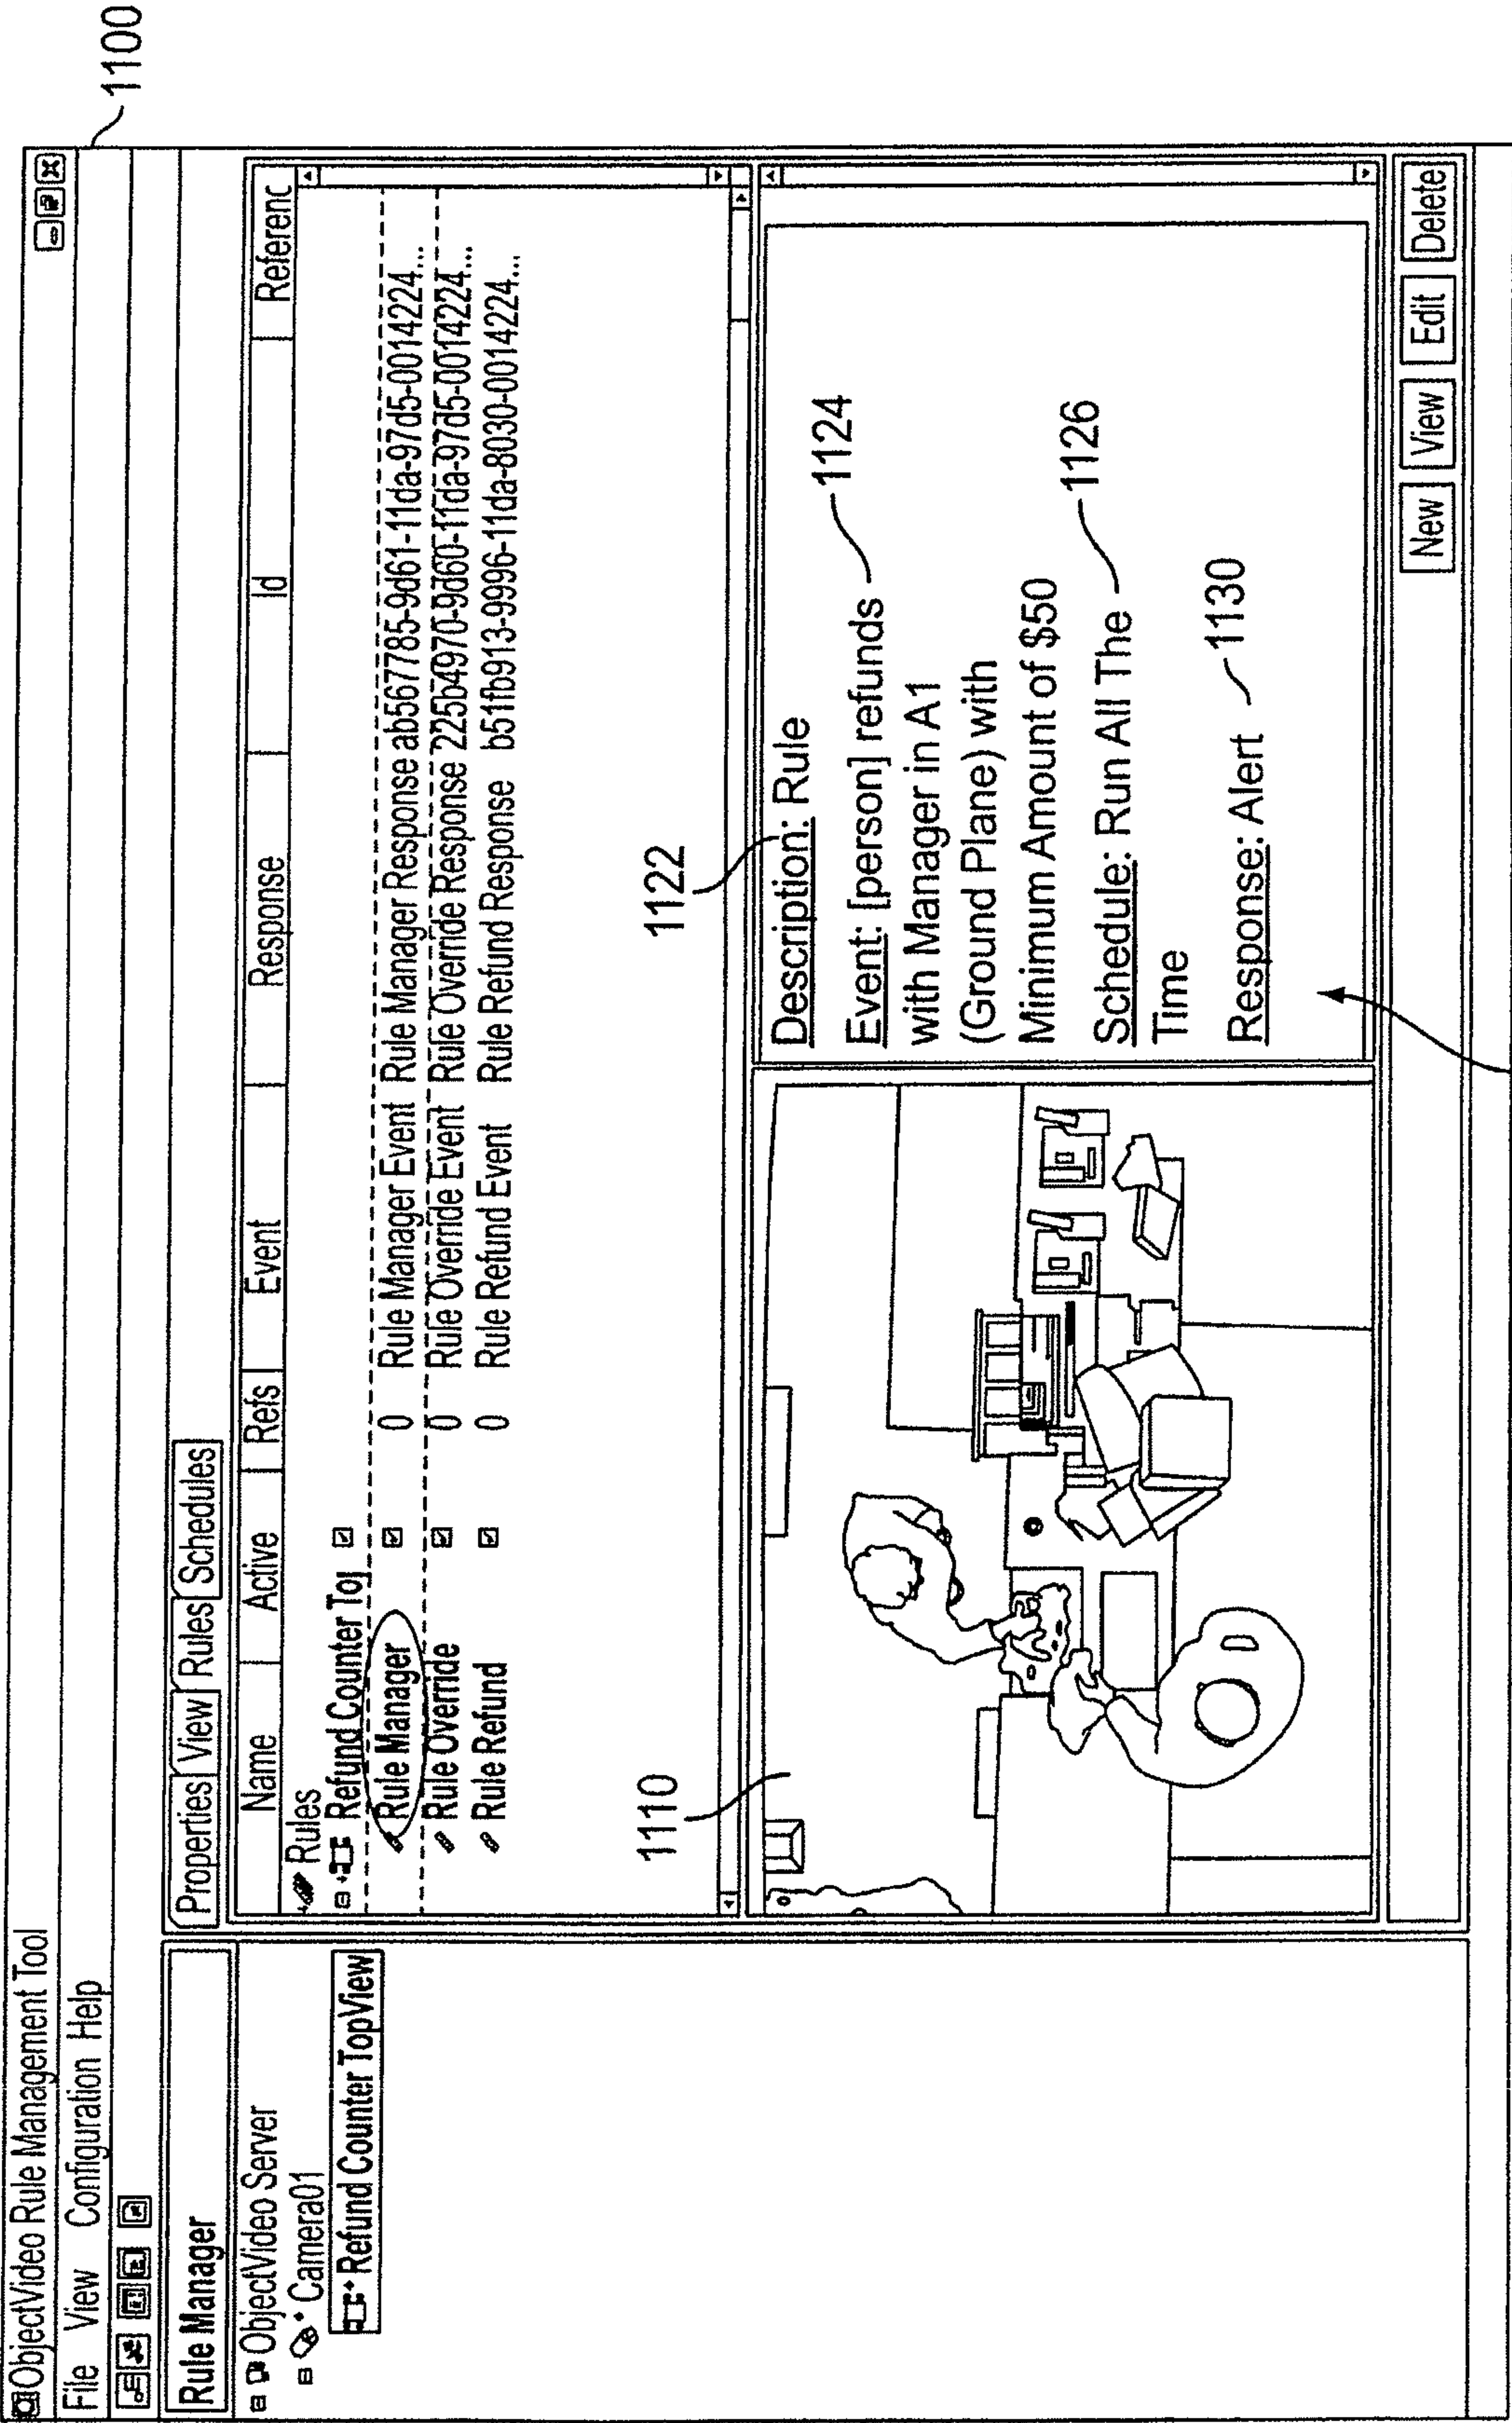 ObjectVideo Rule Management Tool
1100
File View Configuration Help
Rule Manager
ObjectVideo Server
Camera01
Refund Counter TopView
Properties View Rules Schedules
Name Active Refs Event Response Id Referenc
Rules
Refund Counter To
Rule Manager 0 Rule Manager Event Rule Manager Response ab567785-9d61-11da-97d5-0014224...
Rule Override 0 Rule Override Event Rule Override Response 225b4970-9d60-11da-97d5-0014224...
Rule Refund 0 Rule Refund Event Rule Refund Response b51fb913-9996-11da-8030-0014224...
1110
1122
Description: Rule
Event: [person] refunds 1124
with Manager in A1
(Ground Plane) with
Minimum Amount of $50
Schedule: Run All The 1126
Time
Response: Alert 1130
New View Edit Delete